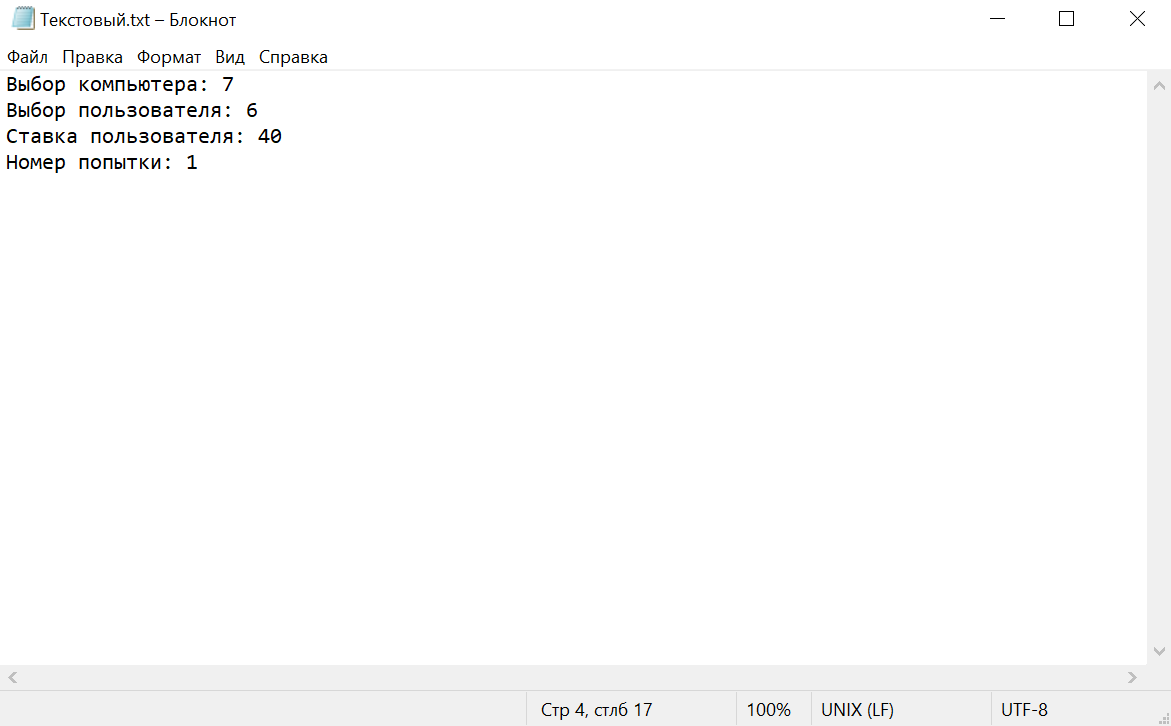 Текстовый.txt – Блокнот
Файл Правка Формат Вид Справка
Выбор компьютера: 7
Выбор пользователя: 6
Ставка пользователя: 40
Номер попытки: 1
Стр 4, стлб 17 100% UNIX (LF) UTF-8